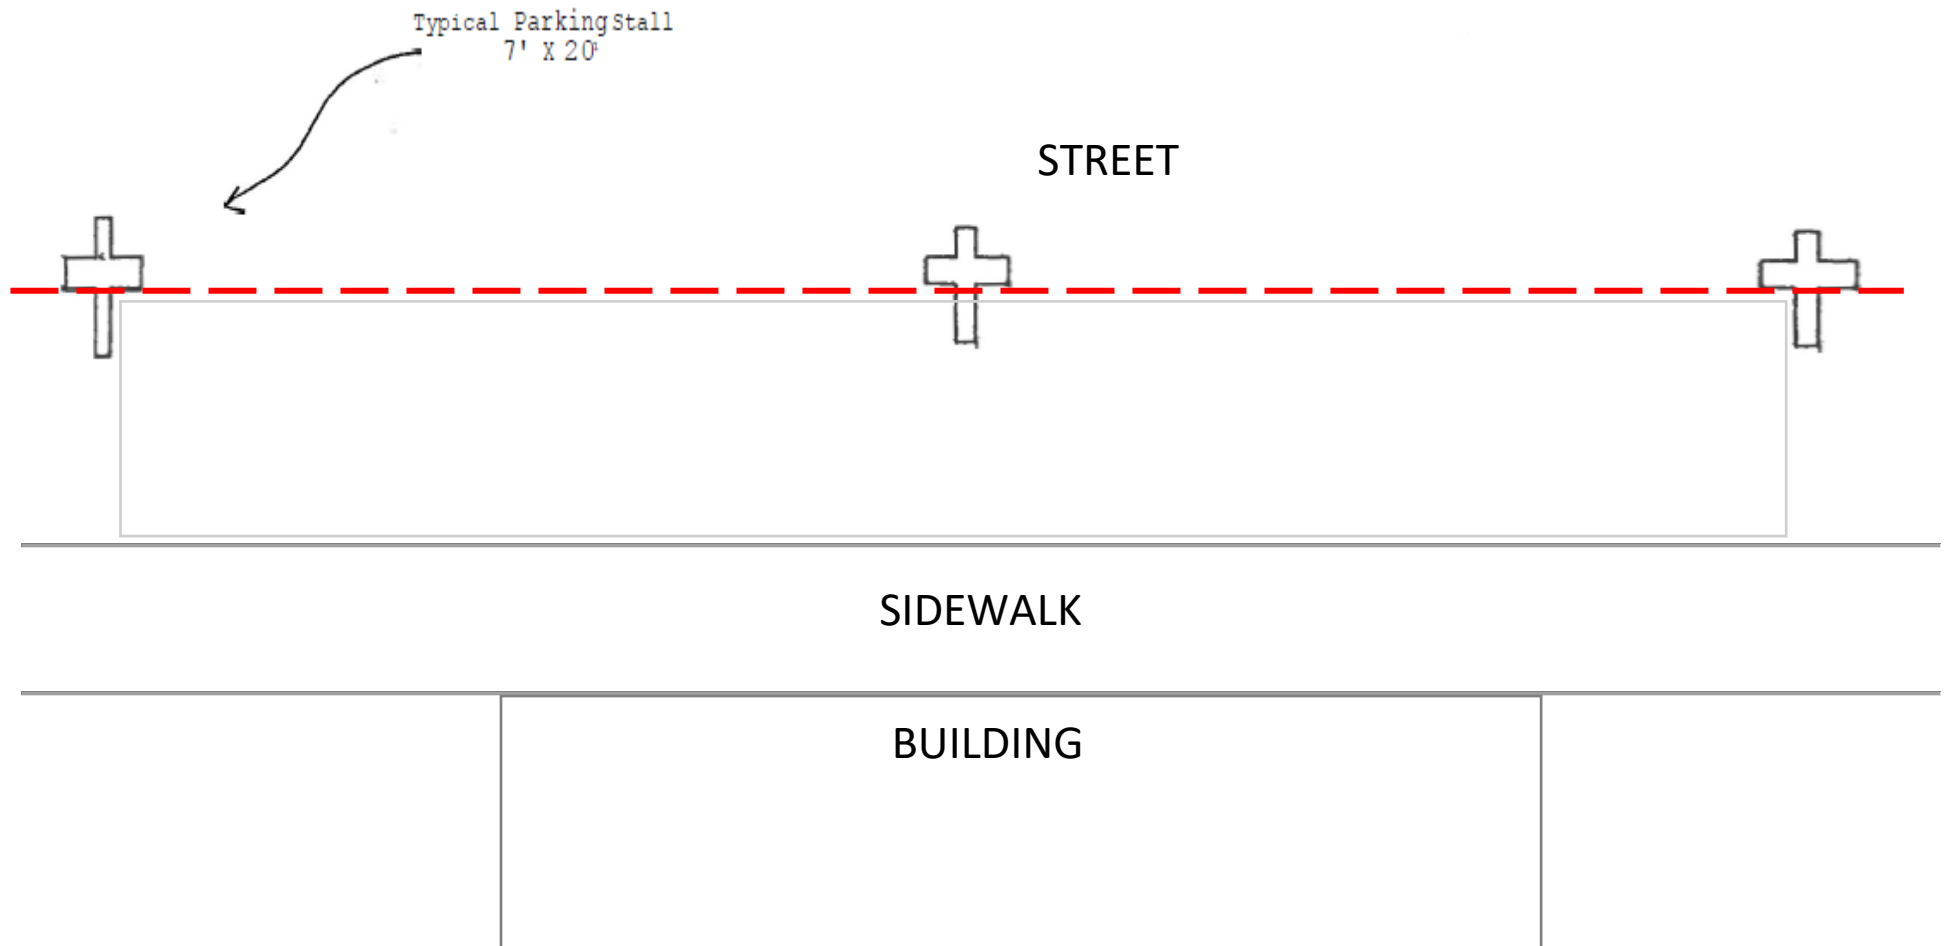 Typical Parking Stall
7' X 20'
STREET
SIDEWALK
BUILDING